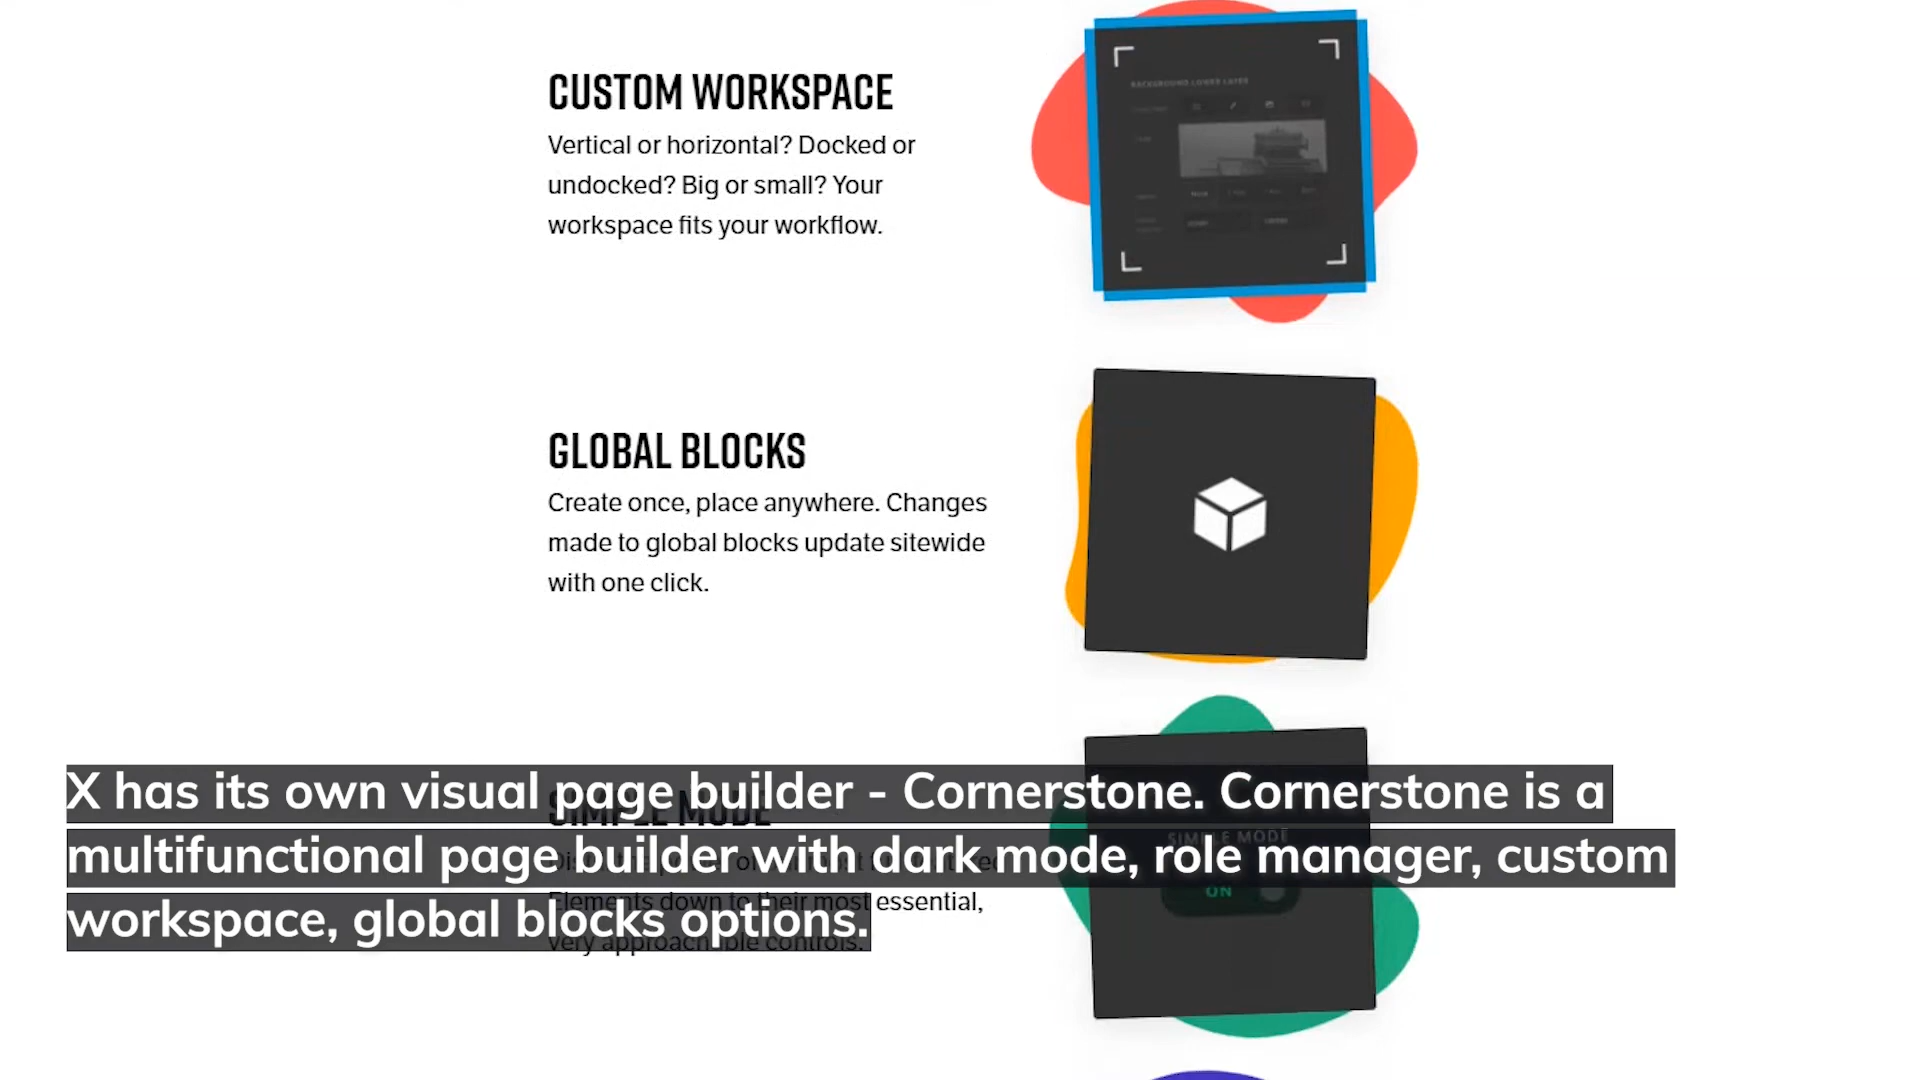 CUSTOM WORKSPACE
Vertical or horizontal? Docked or
undocked? Big or small? Your
workspace fits your workflow.
BACKGROUND LOWER LAYER
GLOBAL BLOCKS
Create once, place anywhere. Changes
made to global blocks update sitewide
with one click.
SIMPLE MODE
Elements down to their most essential,
very approachable controls.
SIMPLE MODE
ON
X has its own visual page builder - Cornerstone. Cornerstone is a
multifunctional page builder with dark mode, role manager, custom
workspace, global blocks options.